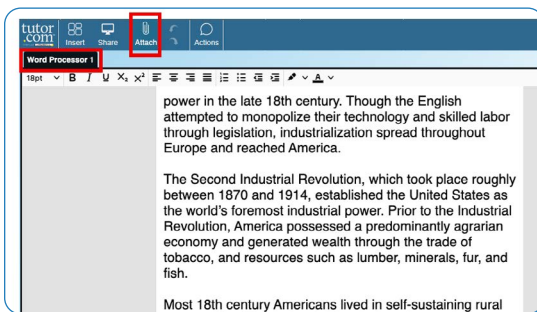 tutor
.com
Insert
Share
Attach
Actions
Word Processor 1
18pt B I U X₂ X² A
power in the late 18th century. Though the English
attempted to monopolize their technology and skilled labor
through legislation, industrialization spread throughout
Europe and reached America.
The Second Industrial Revolution, which took place roughly
between 1870 and 1914, established the United States as
the world's foremost industrial power. Prior to the Industrial
Revolution, America possessed a predominantly agrarian
economy and generated wealth through the trade of
tobacco, and resources such as lumber, minerals, fur, and
fish.
Most 18th century Americans lived in self-sustaining rural